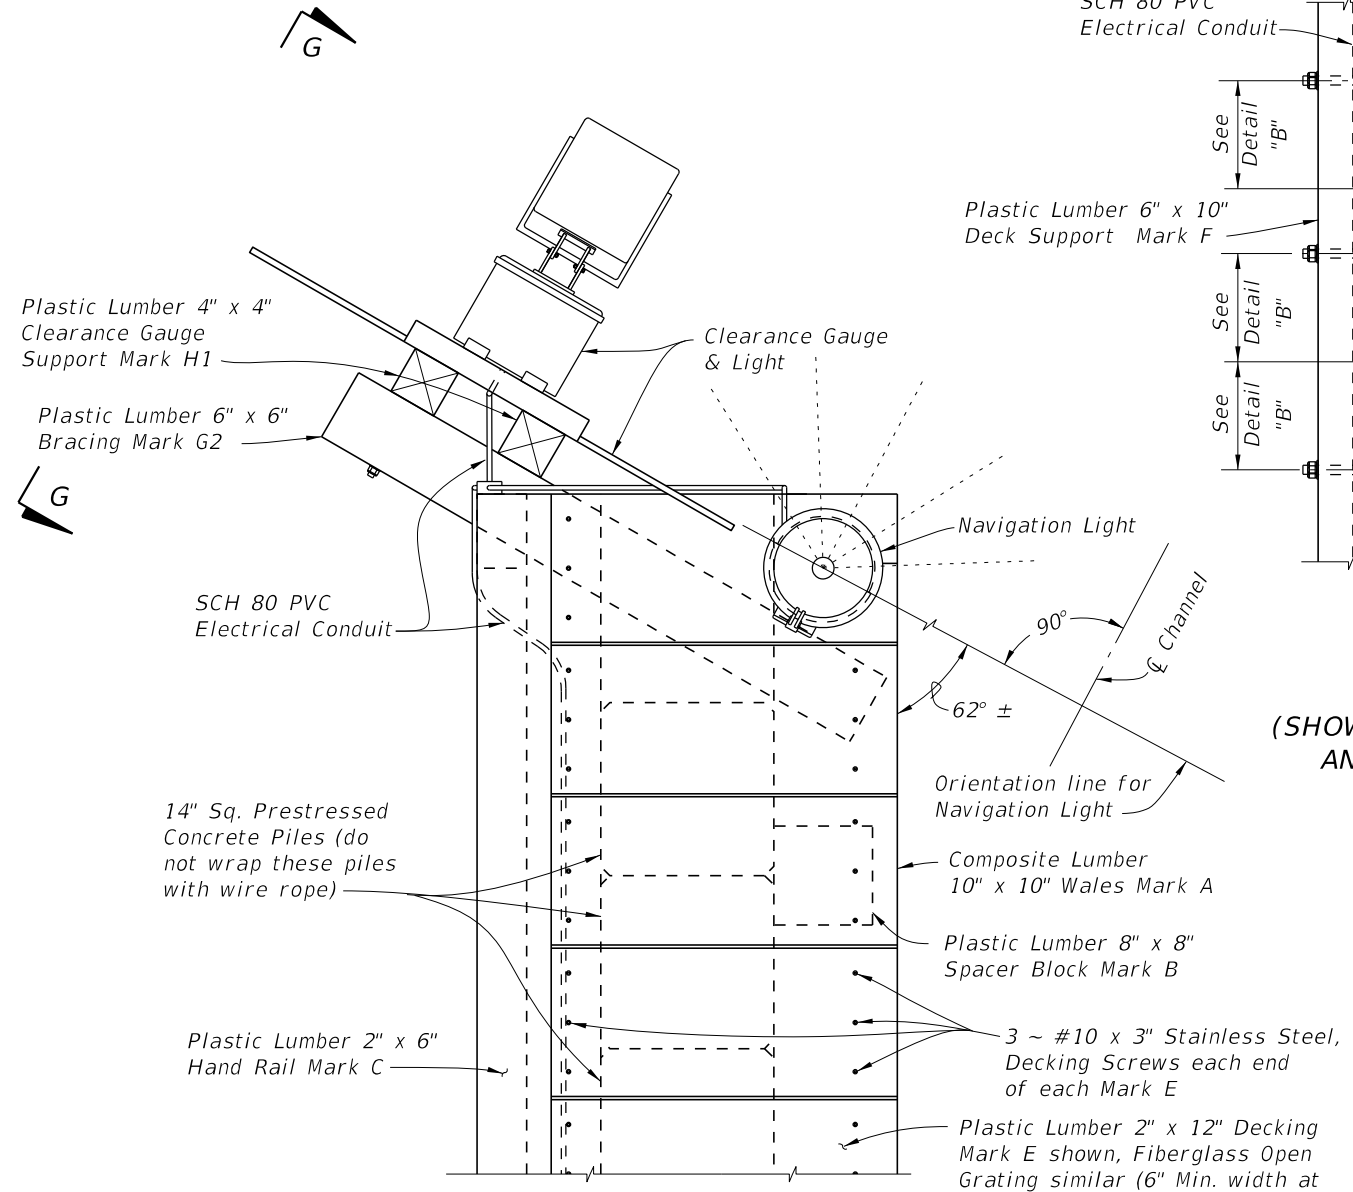 G
SCH 80 PVC
Electrical Conduit
See
Detail
"B"
Plastic Lumber 6" x 10"
Deck Support Mark F
See
Detail
"B"
See
Detail
"B"
Plastic Lumber 4" x 4"
Clearance Gauge
Support Mark H1
Plastic Lumber 6" x 6"
Bracing Mark G2
G
Clearance Gauge
& Light
Navigation Light
SCH 80 PVC
Electrical Conduit
90°
℄ Channel
62° ±
(SHOW
AN
Orientation line for
Navigation Light
14" Sq. Prestressed
Concrete Piles (do
not wrap these piles
with wire rope)
Composite Lumber
10" x 10" Wales Mark A
Plastic Lumber 8" x 8"
Spacer Block Mark B
Plastic Lumber 2" x 6"
Hand Rail Mark C
3 ~ #10 x 3" Stainless Steel,
Decking Screws each end
of each Mark E
Plastic Lumber 2" x 12" Decking
Mark E shown, Fiberglass Open
Grating similar (6" Min. width at